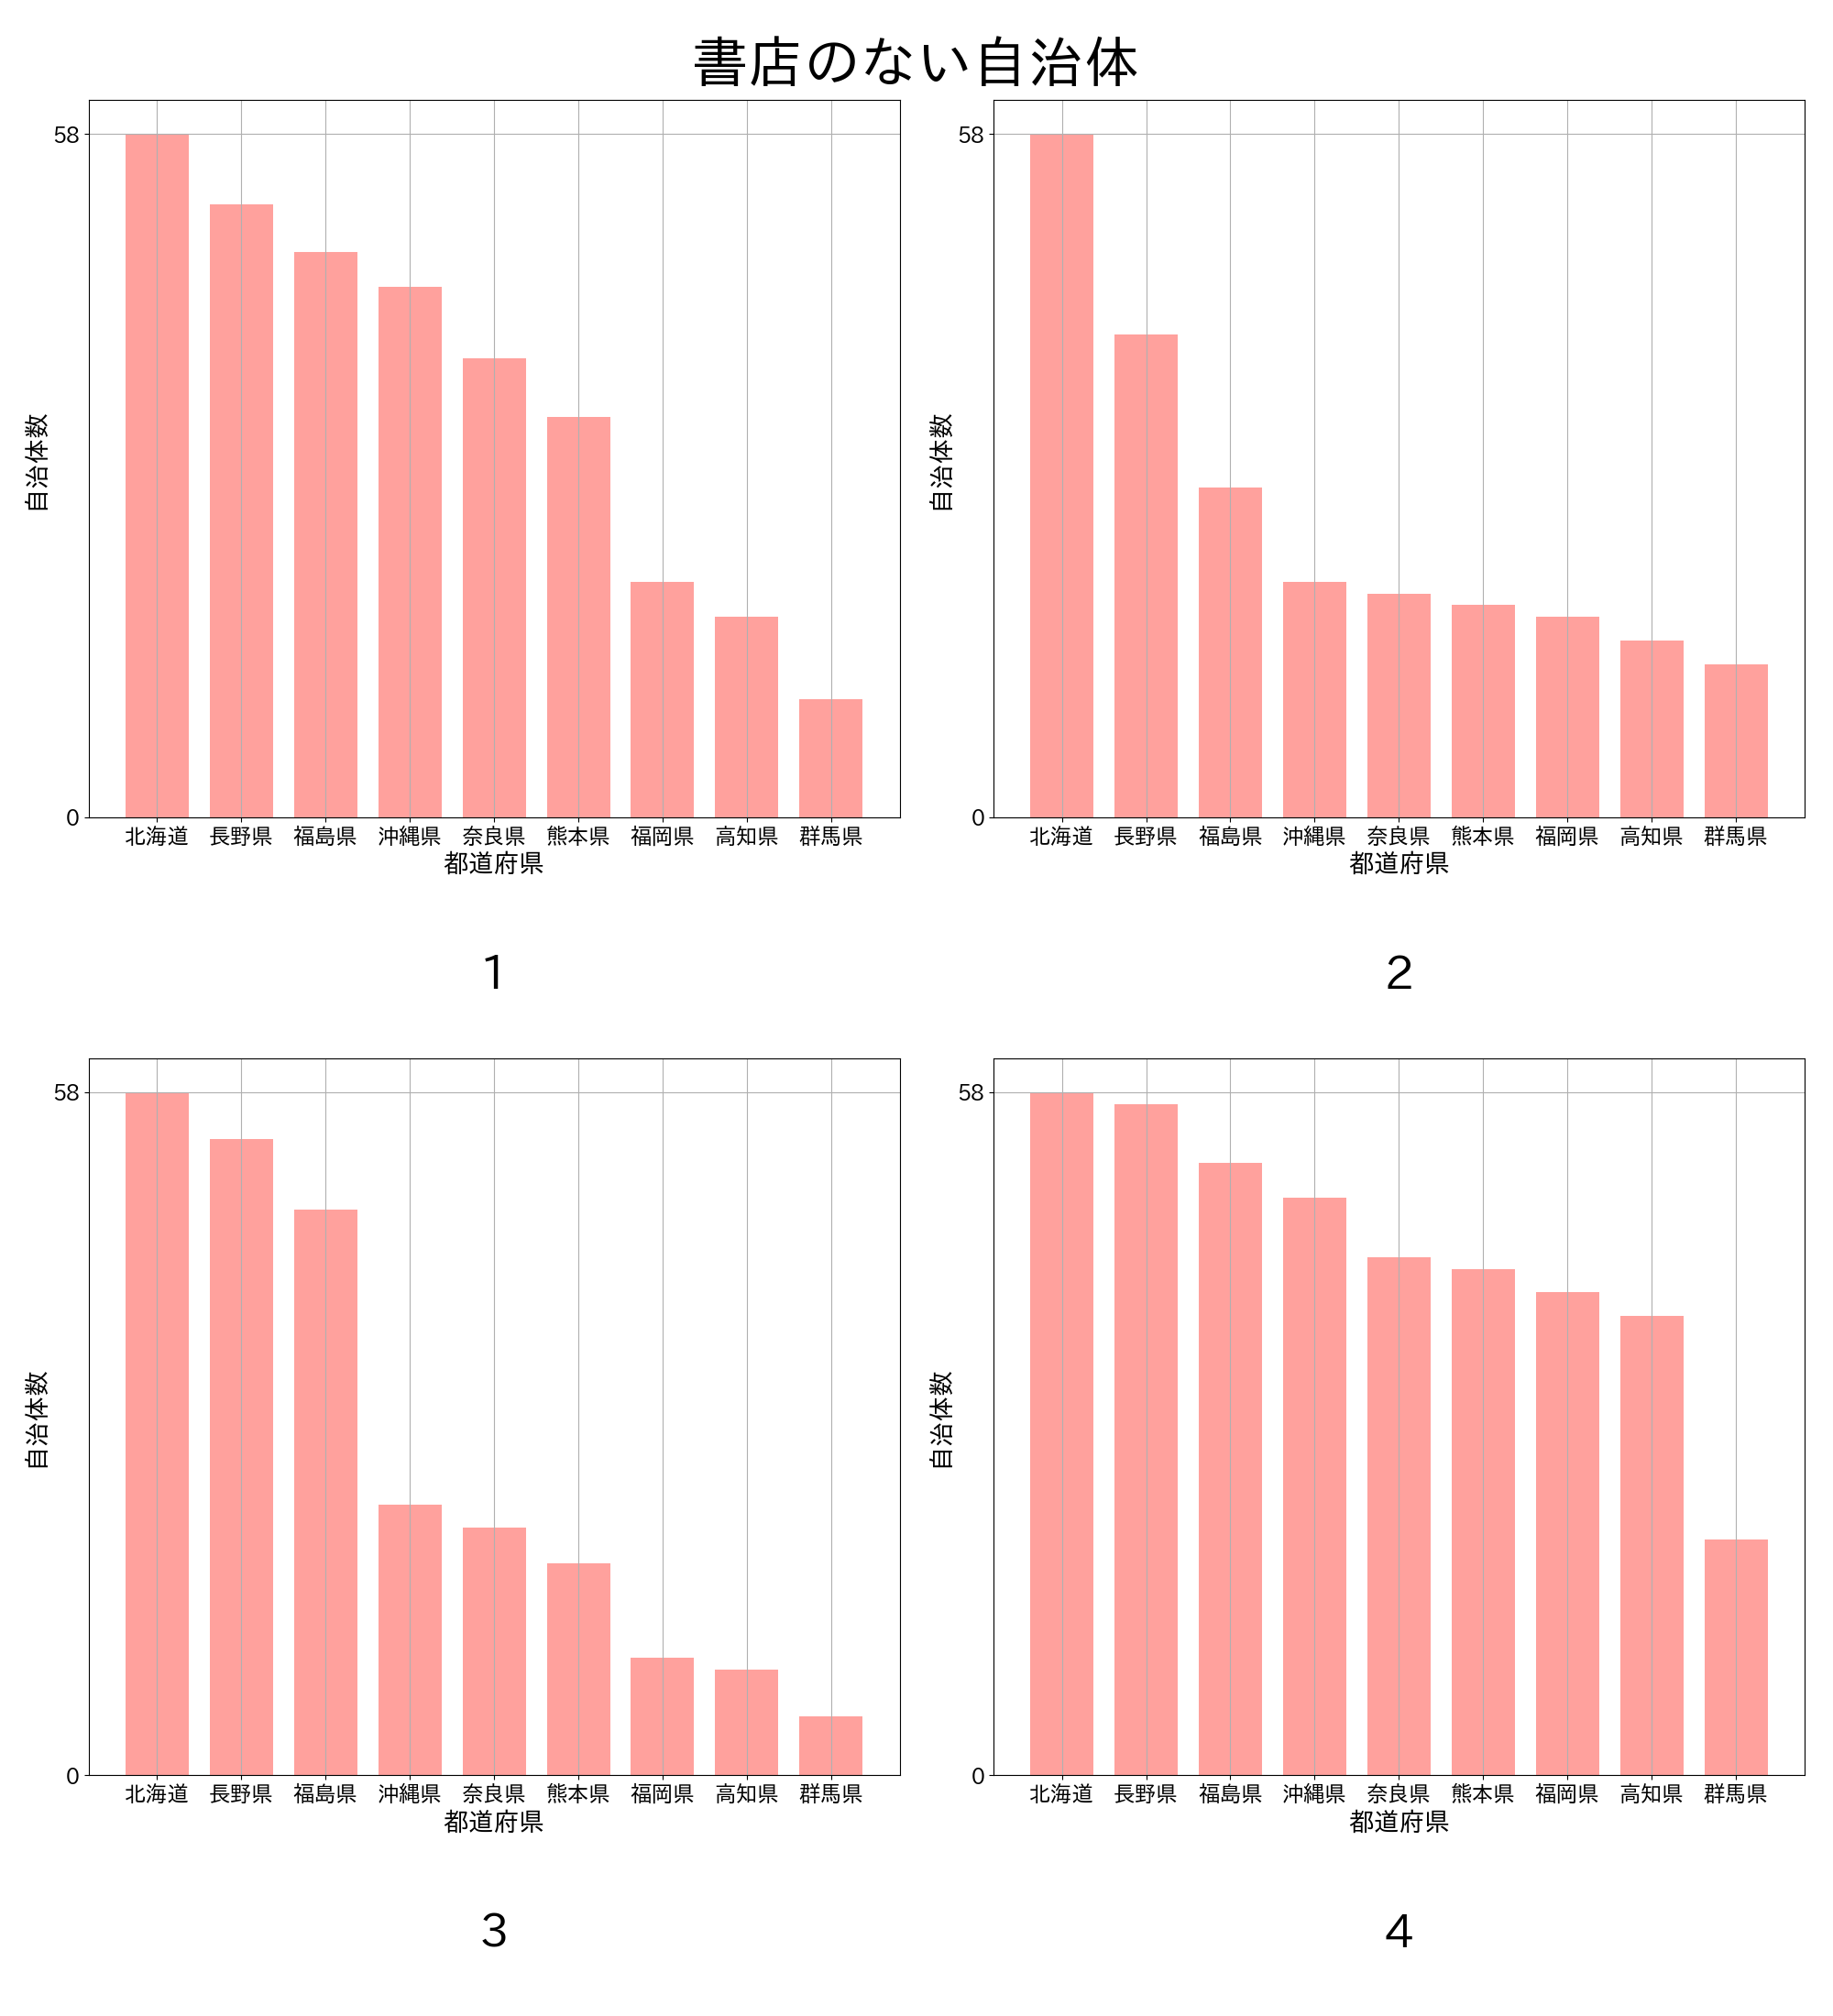 書店のない自治体
58
0
自治体数
北海道 長野県 福島県 沖縄県 奈良県 熊本県 福岡県 高知県 群馬県
都道府県
1
58
0
自治体数
北海道 長野県 福島県 沖縄県 奈良県 熊本県 福岡県 高知県 群馬県
都道府県
2
58
0
自治体数
北海道 長野県 福島県 沖縄県 奈良県 熊本県 福岡県 高知県 群馬県
都道府県
3
58
0
自治体数
北海道 長野県 福島県 沖縄県 奈良県 熊本県 福岡県 高知県 群馬県
都道府県
4